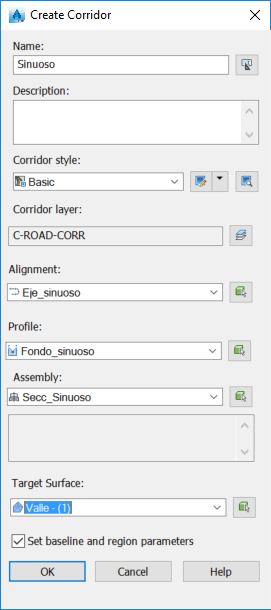 Create Corridor
Name:
Sinuoso
Description:
Corridor style:
Basic
Corridor layer:
C-ROAD-CORR
Alignment:
Eje_sinuoso
Profile:
Fondo_sinuoso
Assembly:
Secc_Sinuoso
Target Surface:
Valle - (1)
Set baseline and region parameters
OK Cancel Help